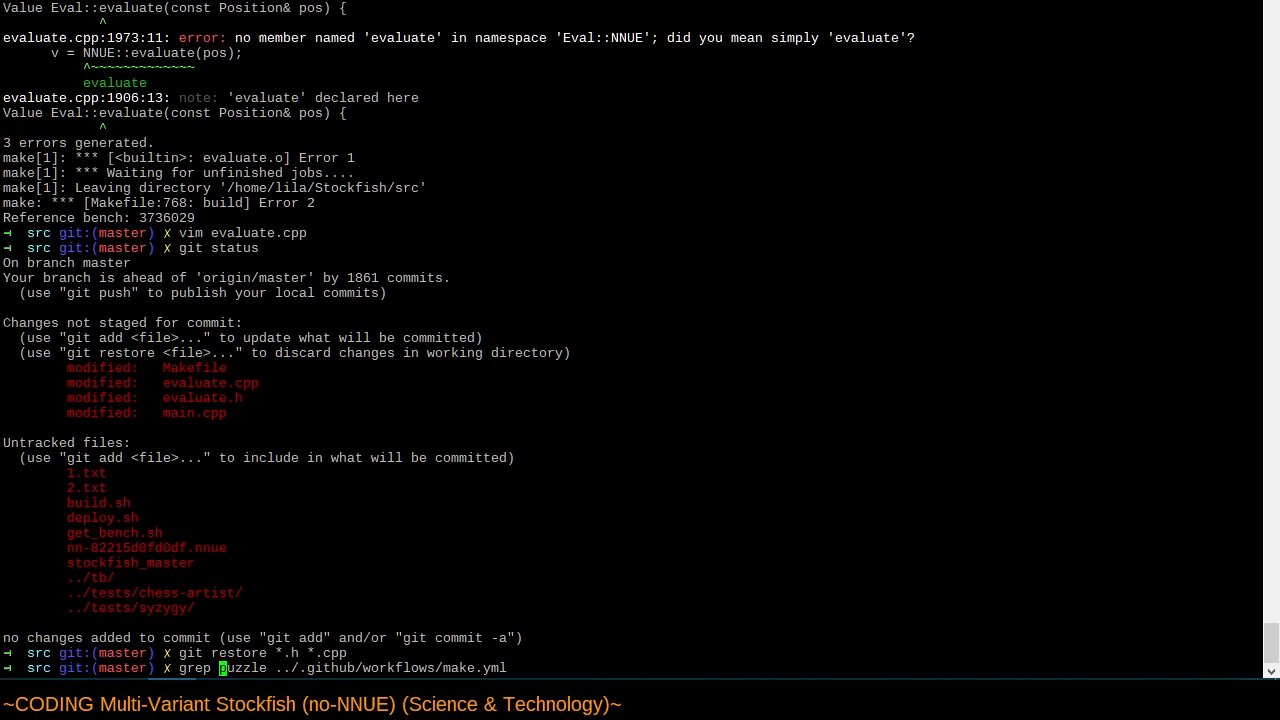 Value Eval::evaluate(const Position& pos) {
            ^
evaluate.cpp:1973:11: error: no member named 'evaluate' in namespace 'Eval::NNUE'; did you mean simply 'evaluate'?
      v = NNUE::evaluate(pos);
          ^~~~~~~~~~~~~~
          evaluate
evaluate.cpp:1906:13: note: 'evaluate' declared here
Value Eval::evaluate(const Position& pos) {
            ^
3 errors generated.
make[1]: *** [<builtin>: evaluate.o] Error 1
make[1]: *** Waiting for unfinished jobs....
make[1]: Leaving directory '/home/lila/Stockfish/src'
make: *** [Makefile:768: build] Error 2
Reference bench: 3736029
→  src git:(master) ✗ vim evaluate.cpp
→  src git:(master) ✗ git status
On branch master
Your branch is ahead of 'origin/master' by 1861 commits.
  (use "git push" to publish your local commits)
Changes not staged for commit:
  (use "git add <file>..." to update what will be committed)
  (use "git restore <file>..." to discard changes in working directory)
        modified:   Makefile
        modified:   evaluate.cpp
        modified:   evaluate.h
        modified:   main.cpp
Untracked files:
  (use "git add <file>..." to include in what will be committed)
        1.txt
        2.txt
        build.sh
        deploy.sh
        get_bench.sh
        nn-82215d0fd0df.nnue
        stockfish_master
        ../tb/
        ../tests/chess-artist/
        ../tests/syzygy/
no changes added to commit (use "git add" and/or "git commit -a")
→  src git:(master) ✗ git restore *.h *.cpp
→  src git:(master) ✗ grep puzzle ../.github/workflows/make.yml
~CODING Multi-Variant Stockfish (no-NNUE) (Science & Technology)~